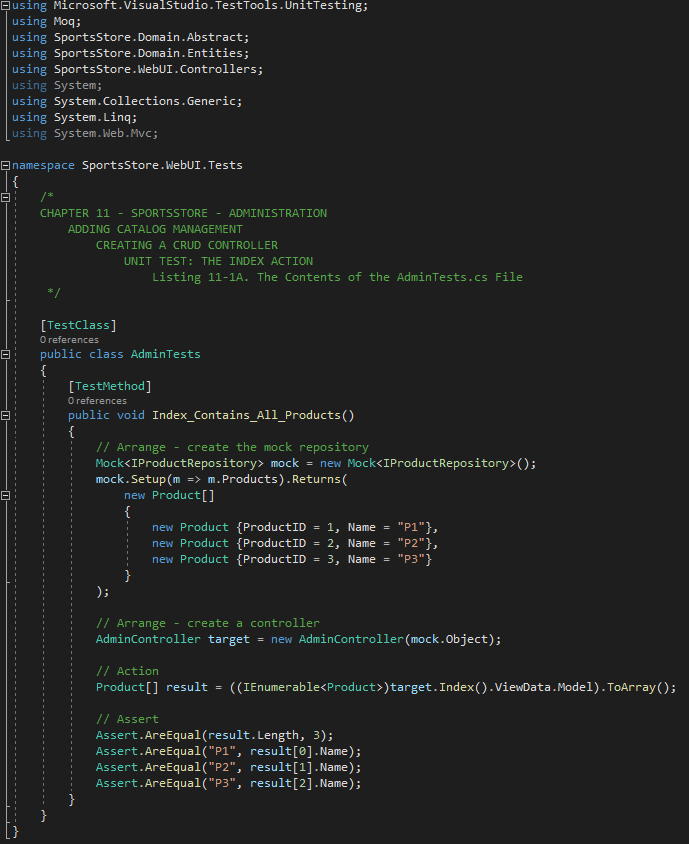 using Microsoft.VisualStudio.TestTools.UnitTesting;
using Moq;
using SportsStore.Domain.Abstract;
using SportsStore.Domain.Entities;
using SportsStore.WebUI.Controllers;
using System;
using System.Collections.Generic;
using System.Linq;
using System.Web.Mvc;

namespace SportsStore.WebUI.Tests
{
    /*
    CHAPTER 11 - SPORTSSTORE - ADMINISTRATION
        ADDING CATALOG MANAGEMENT
            CREATING A CRUD CONTROLLER
                UNIT TEST: THE INDEX ACTION
                    Listing 11-1A. The Contents of the AdminTests.cs File
     */

    [TestClass]
    0 references
    public class AdminTests
    {
        [TestMethod]
        0 references
        public void Index_Contains_All_Products()
        {
            // Arrange - create the mock repository
            Mock<IProductRepository> mock = new Mock<IProductRepository>();
            mock.Setup(m => m.Products).Returns(
                new Product[]
                {
                    new Product {ProductID = 1, Name = "P1"},
                    new Product {ProductID = 2, Name = "P2"},
                    new Product {ProductID = 3, Name = "P3"}
                }
            );

            // Arrange - create a controller
            AdminController target = new AdminController(mock.Object);

            // Action
            Product[] result = ((IEnumerable<Product>)target.Index().ViewData.Model).ToArray();

            // Assert
            Assert.AreEqual(result.Length, 3);
            Assert.AreEqual("P1", result[0].Name);
            Assert.AreEqual("P2", result[1].Name);
            Assert.AreEqual("P3", result[2].Name);
        }
    }
}